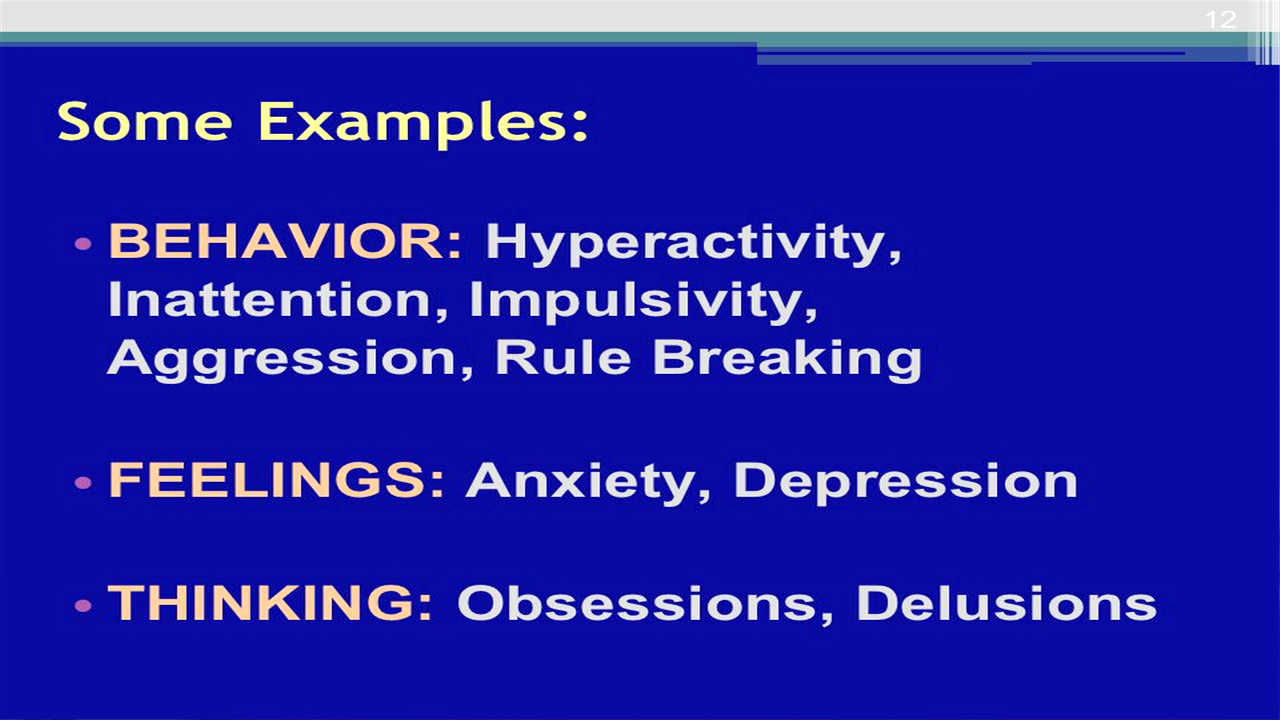 12
Some Examples:
• BEHAVIOR: Hyperactivity,
Inattention, Impulsivity,
Aggression, Rule Breaking
• FEELINGS: Anxiety, Depression
• THINKING: Obsessions, Delusions